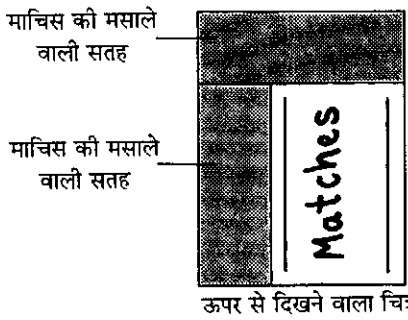 माचिस की मसाले
वाली सतह
माचिस की मसाले
वाली सतह
Matches
ऊपर से दिखने वाला चित्र